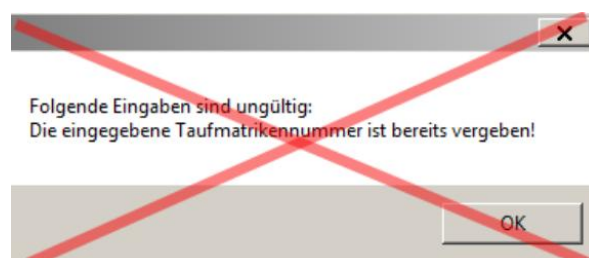 Folgende Eingaben sind ungültig:
Die eingegebene Taufmatrikennummer ist bereits vergeben!
OK